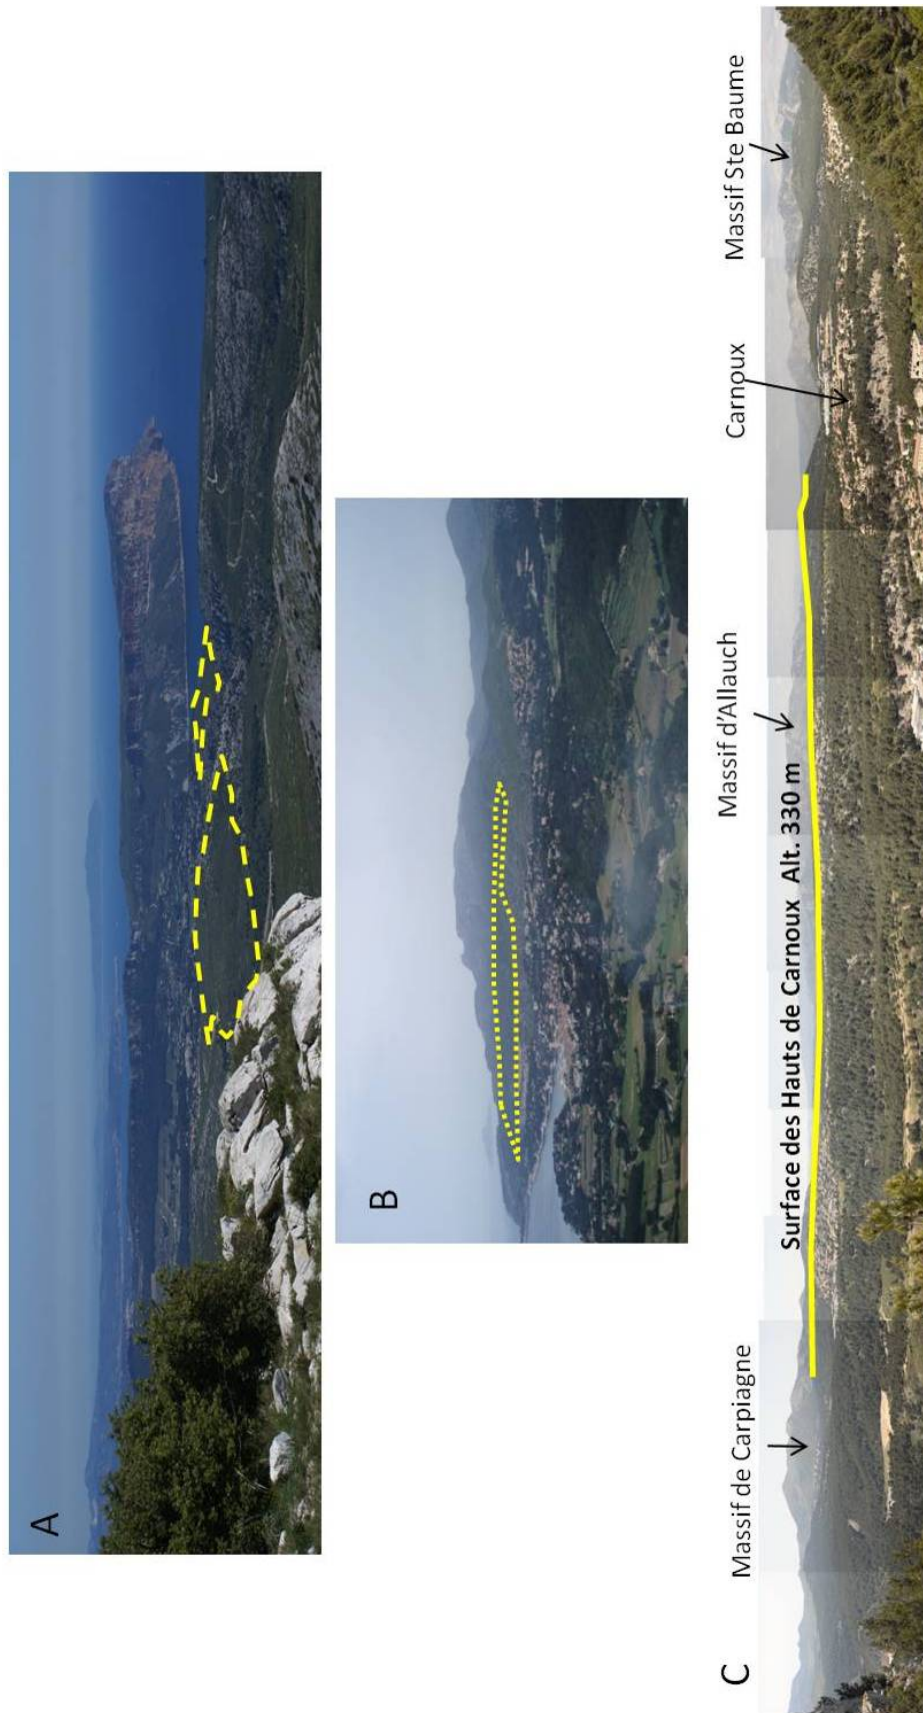 A
B
C
Massif de Carpiagne
Massif d'Allauch
Carnoux
Massif Ste Baume
Surface des Hauts de Carnoux Alt. 330 m